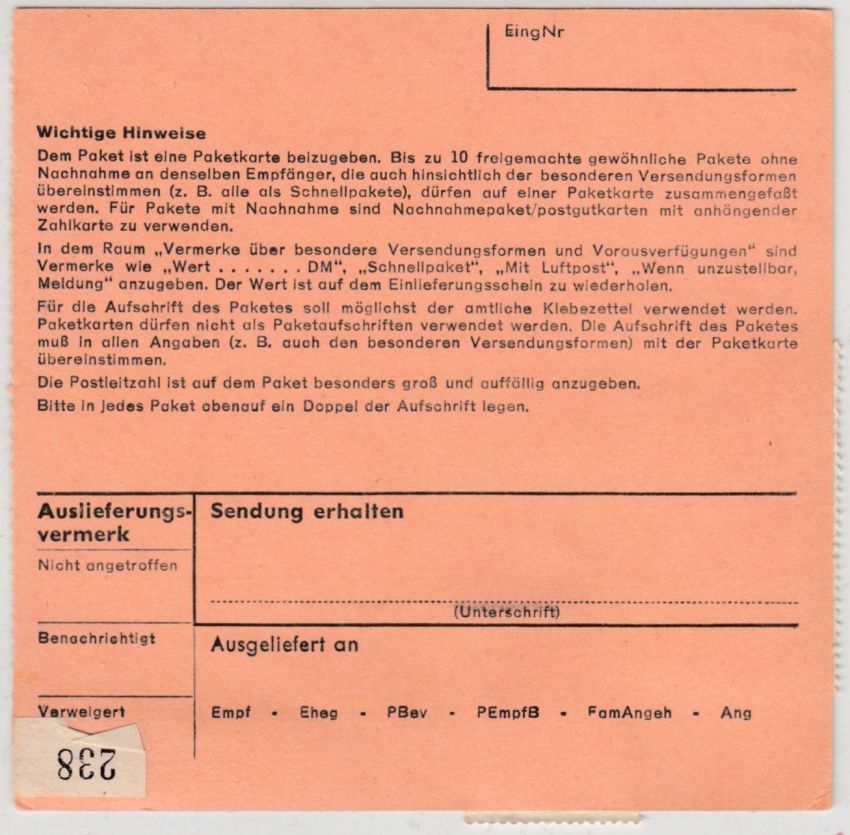 EingNr
Wichtige Hinweise
Dem Paket ist eine Paketkarte beizugeben. Bis zu 10 freigemachte gewöhnliche Pakete ohne
Nachnahme an denselben Empfänger, die auch hinsichtlich der besonderen Versendungsformen
übereinstimmen (z. B. alle als Schnellpakete), dürfen auf einer Paketkarte zusammengefaßt
werden. Für Pakete mit Nachnahme sind Nachnahmepaket/postgutkarten mit anhängender
Zahlkarte zu verwenden.
In dem Raum „Vermerke über besondere Versendungsformen und Vorausverfügungen“ sind
Vermerke wie „Wert . . . . . . . DM“, „Schnellpaket“, „Mit Luftpost“, „Wenn unzustellbar,
Meldung“ anzugeben. Der Wert ist auf dem Einlieferungsschein zu wiederholen.
Für die Aufschrift des Paketes soll möglichst der amtliche Klebezettel verwendet werden.
Paketkarten dürfen nicht als Paketaufschriften verwendet werden. Die Aufschrift des Paketes
muß in allen Angaben (z. B. auch den besonderen Versendungsformen) mit der Paketkarte
übereinstimmen.
Die Postleitzahl ist auf dem Paket besonders groß und auffällig anzugeben.
Bitte in jedes Paket obenauf ein Doppel der Aufschrift legen.
Auslieferungs-
vermerk
Sendung erhalten
Nicht angetroffen
(Unterschrift)
Benachrichtigt
Ausgeliefert an
Verweigert
Empf - Eheg - PBev - PEmpfB - FamAngeh - Ang
238